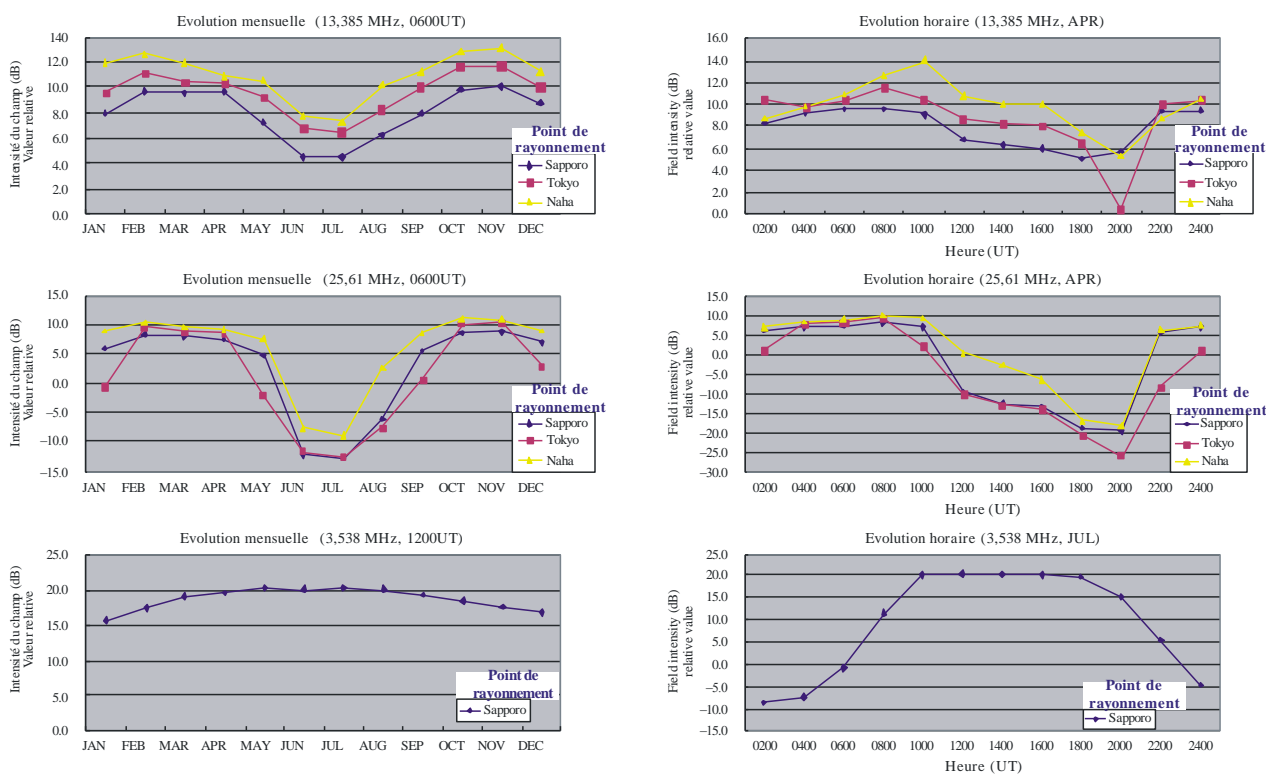 Evolution mensuelle (13,385 MHz, 0600UT)
Intensité du champ (dB)
Valeur relative
140
12.0
10.0
8.0
6.0
4.0
2.0
0.0
JAN FEB MAR APR MAY JUN JUL AUG SEP OCT NOV DEC
Point de
rayonnement
Sapporo
Tokyo
Naha
Evolution horaire (13,385 MHz, APR)
Field intensity (dB)
relative value
16.0
14.0
12.0
10.0
8.0
6.0
4.0
2.0
0.0
0200 0400 0600 0800 1000 1200 1400 1600 1800 2000 2200 2400
Heure (UT)
Point de
rayonnement
Sapporo
Tokyo
Naha
Evolution mensuelle (25,61 MHz, 0600UT)
Intensité du champ (dB)
Valeur relative
15.0
10.0
5.0
0.0
–5.0
–10.0
–15.0
JAN FEB MAR APR MAY JUN JUL AUG SEP OCT NOV DEC
Point de
rayonnement
Sapporo
Tokyo
Naha
Evolution horaire (25,61 MHz, APR)
Field intensity (dB)
relative value
15.0
10.0
5.0
0.0
–5.0
–10.0
–15.0
–20.0
–25.0
–30.0
0200 0400 0600 0800 1000 1200 1400 1600 1800 2000 2200 2400
Heure (UT)
Point de
rayonnement
Sapporo
Tokyo
Naha
Evolution mensuelle (3,538 MHz, 1200UT)
Intensité du champ (dB)
Valeur relative
25.0
20.0
15.0
10.0
5.0
0.0
JAN FEB MAR APR MAY JUN JUL AUG SEP OCT NOV DEC
Point de
rayonnement
Sapporo
Evolution horaire (3,538 MHz, JUL)
Field intensity (dB)
relative value
25.0
20.0
15.0
10.0
5.0
0.0
–5.0
–10.0
–15.0
0200 0400 0600 0800 1000 1200 1400 1600 1800 2000 2200 2400
Heure (UT)
Point de
rayonnement
Sapporo